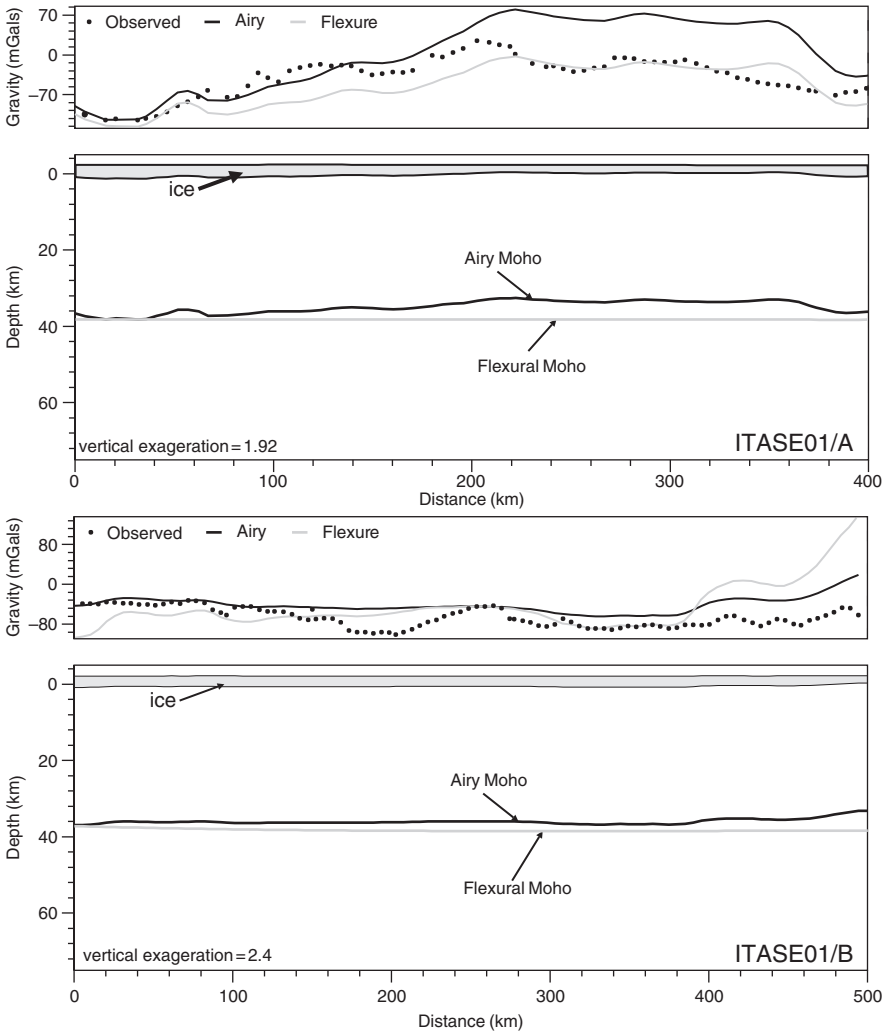 Gravity (mGals)
70
0
−70
Observed
Airy
Flexure
Depth (km)
0
20
40
60
ice
Airy Moho
Flexural Moho
vertical exageration = 1.92
ITASE01/A
0
100
200
300
400
Distance (km)
Gravity (mGals)
80
0
−80
Observed
Airy
Flexure
Depth (km)
0
20
40
60
ice
Airy Moho
Flexural Moho
vertical exageration = 2.4
ITASE01/B
0
100
200
300
400
500
Distance (km)